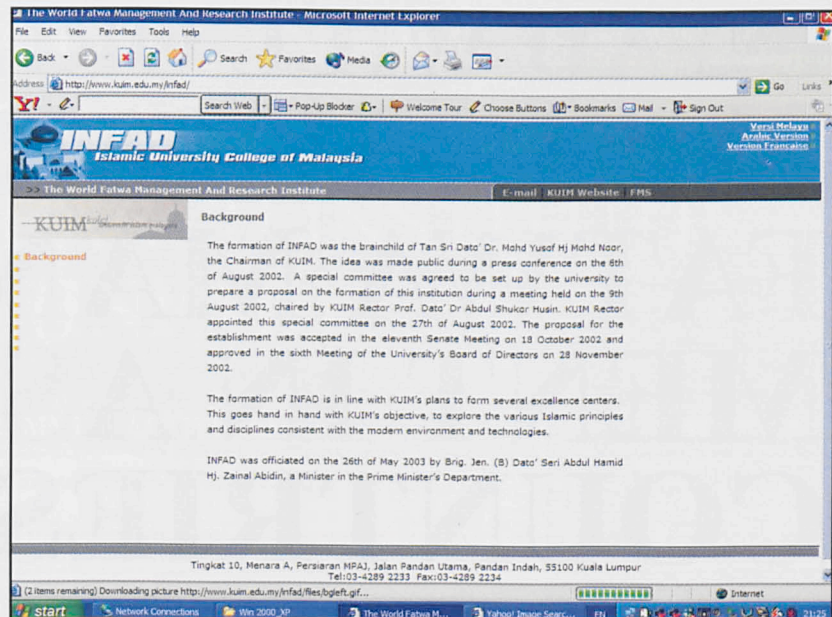 The World Fatwa Management And Research Institute - Microsoft Internet Explorer
File Edit View Favorites Tools Help
Back Search Favorites Media
Address http://www.kuim.edu.my/infad/ Go Links
Y! Search Web Pop-Up Blocker Welcome Tour Choose Buttons Bookmarks Mail Sign Out
INFAD
Islamic University College of Malaysia
Versi Melayu
Arabic Version
Version Francaise
>> The World Fatwa Management And Research Institute
E-mail KUIM Website FMS
KUIM
Background
Background
The formation of INFAD was the brainchild of Tan Sri Dato' Dr. Mohd Yusof Hj Mohd Noor,
the Chairman of KUIM. The idea was made public during a press conference on the 6th
of August 2002. A special committee was agreed to be set up by the university to
prepare a proposal on the formation of this institution during a meeting held on the 9th
August 2002, chaired by KUIM Rector Prof. Dato' Dr Abdul Shukor Husin. KUIM Rector
appointed this special committee on the 27th of August 2002. The proposal for the
establishment was accepted in the eleventh Senate Meeting on 18 October 2002 and
approved in the sixth Meeting of the University's Board of Directors on 28 November
2002.
The formation of INFAD is in line with KUIM's plans to form several excellence centers.
This goes hand in hand with KUIM's objective, to explore the various Islamic principles
and disciplines consistent with the modern environment and technologies.
INFAD was officiated on the 26th of May 2003 by Brig. Jen. (B) Dato' Seri Abdul Hamid
Hj. Zainal Abidin, a Minister in the Prime Minister's Department.
Tingkat 10, Menara A, Persiaran MPAJ, Jalan Pandan Utama, Pandan Indah, 55100 Kuala Lumpur
Tel:03-4289 2233 Fax:03-4289 2234
(2 items remaining) Downloading picture http://www.kuim.edu.my/infad/files/bgleft.gif... Internet
start Network Connections Win 2000_XP The World Fatwa M... Yahoo! Image Searc... EN 21:25